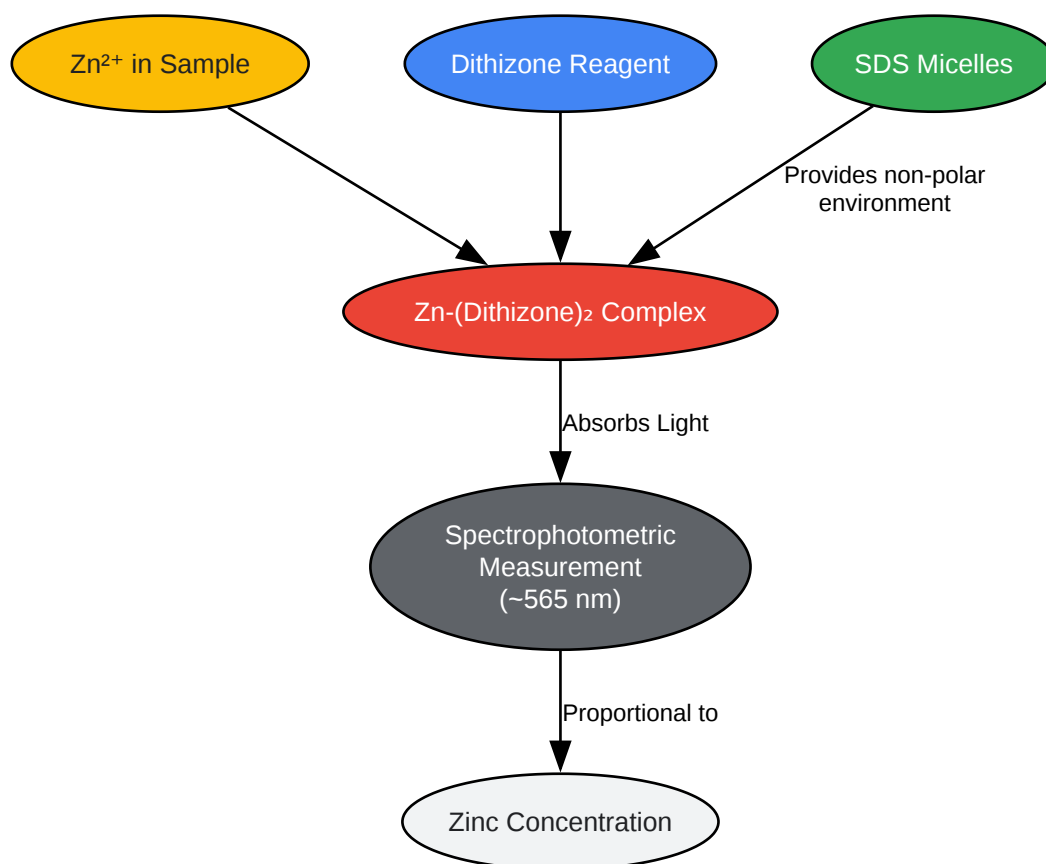 Zn²⁺ in Sample
Dithizone Reagent
SDS Micelles
Provides non-polar
environment
Zn-(Dithizone)₂ Complex
Absorbs Light
Spectrophotometric
Measurement
(~565 nm)
Proportional to
Zinc Concentration